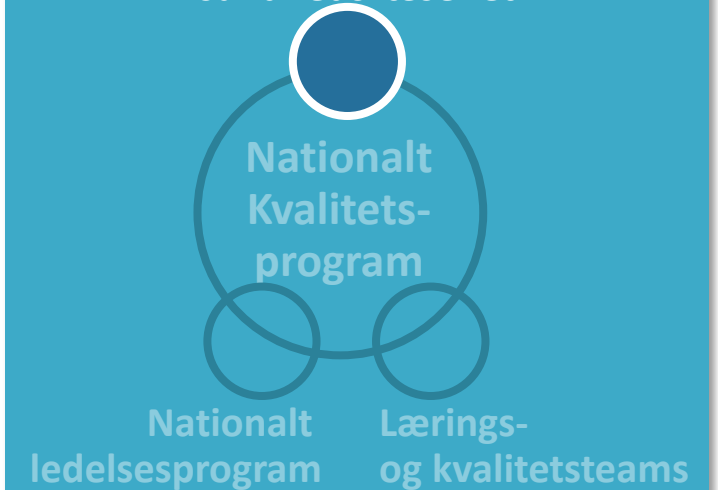 Nationalt
Kvalitets-
program
Nationalt
ledelsesprogram
Lærings-
og kvalitetsteams